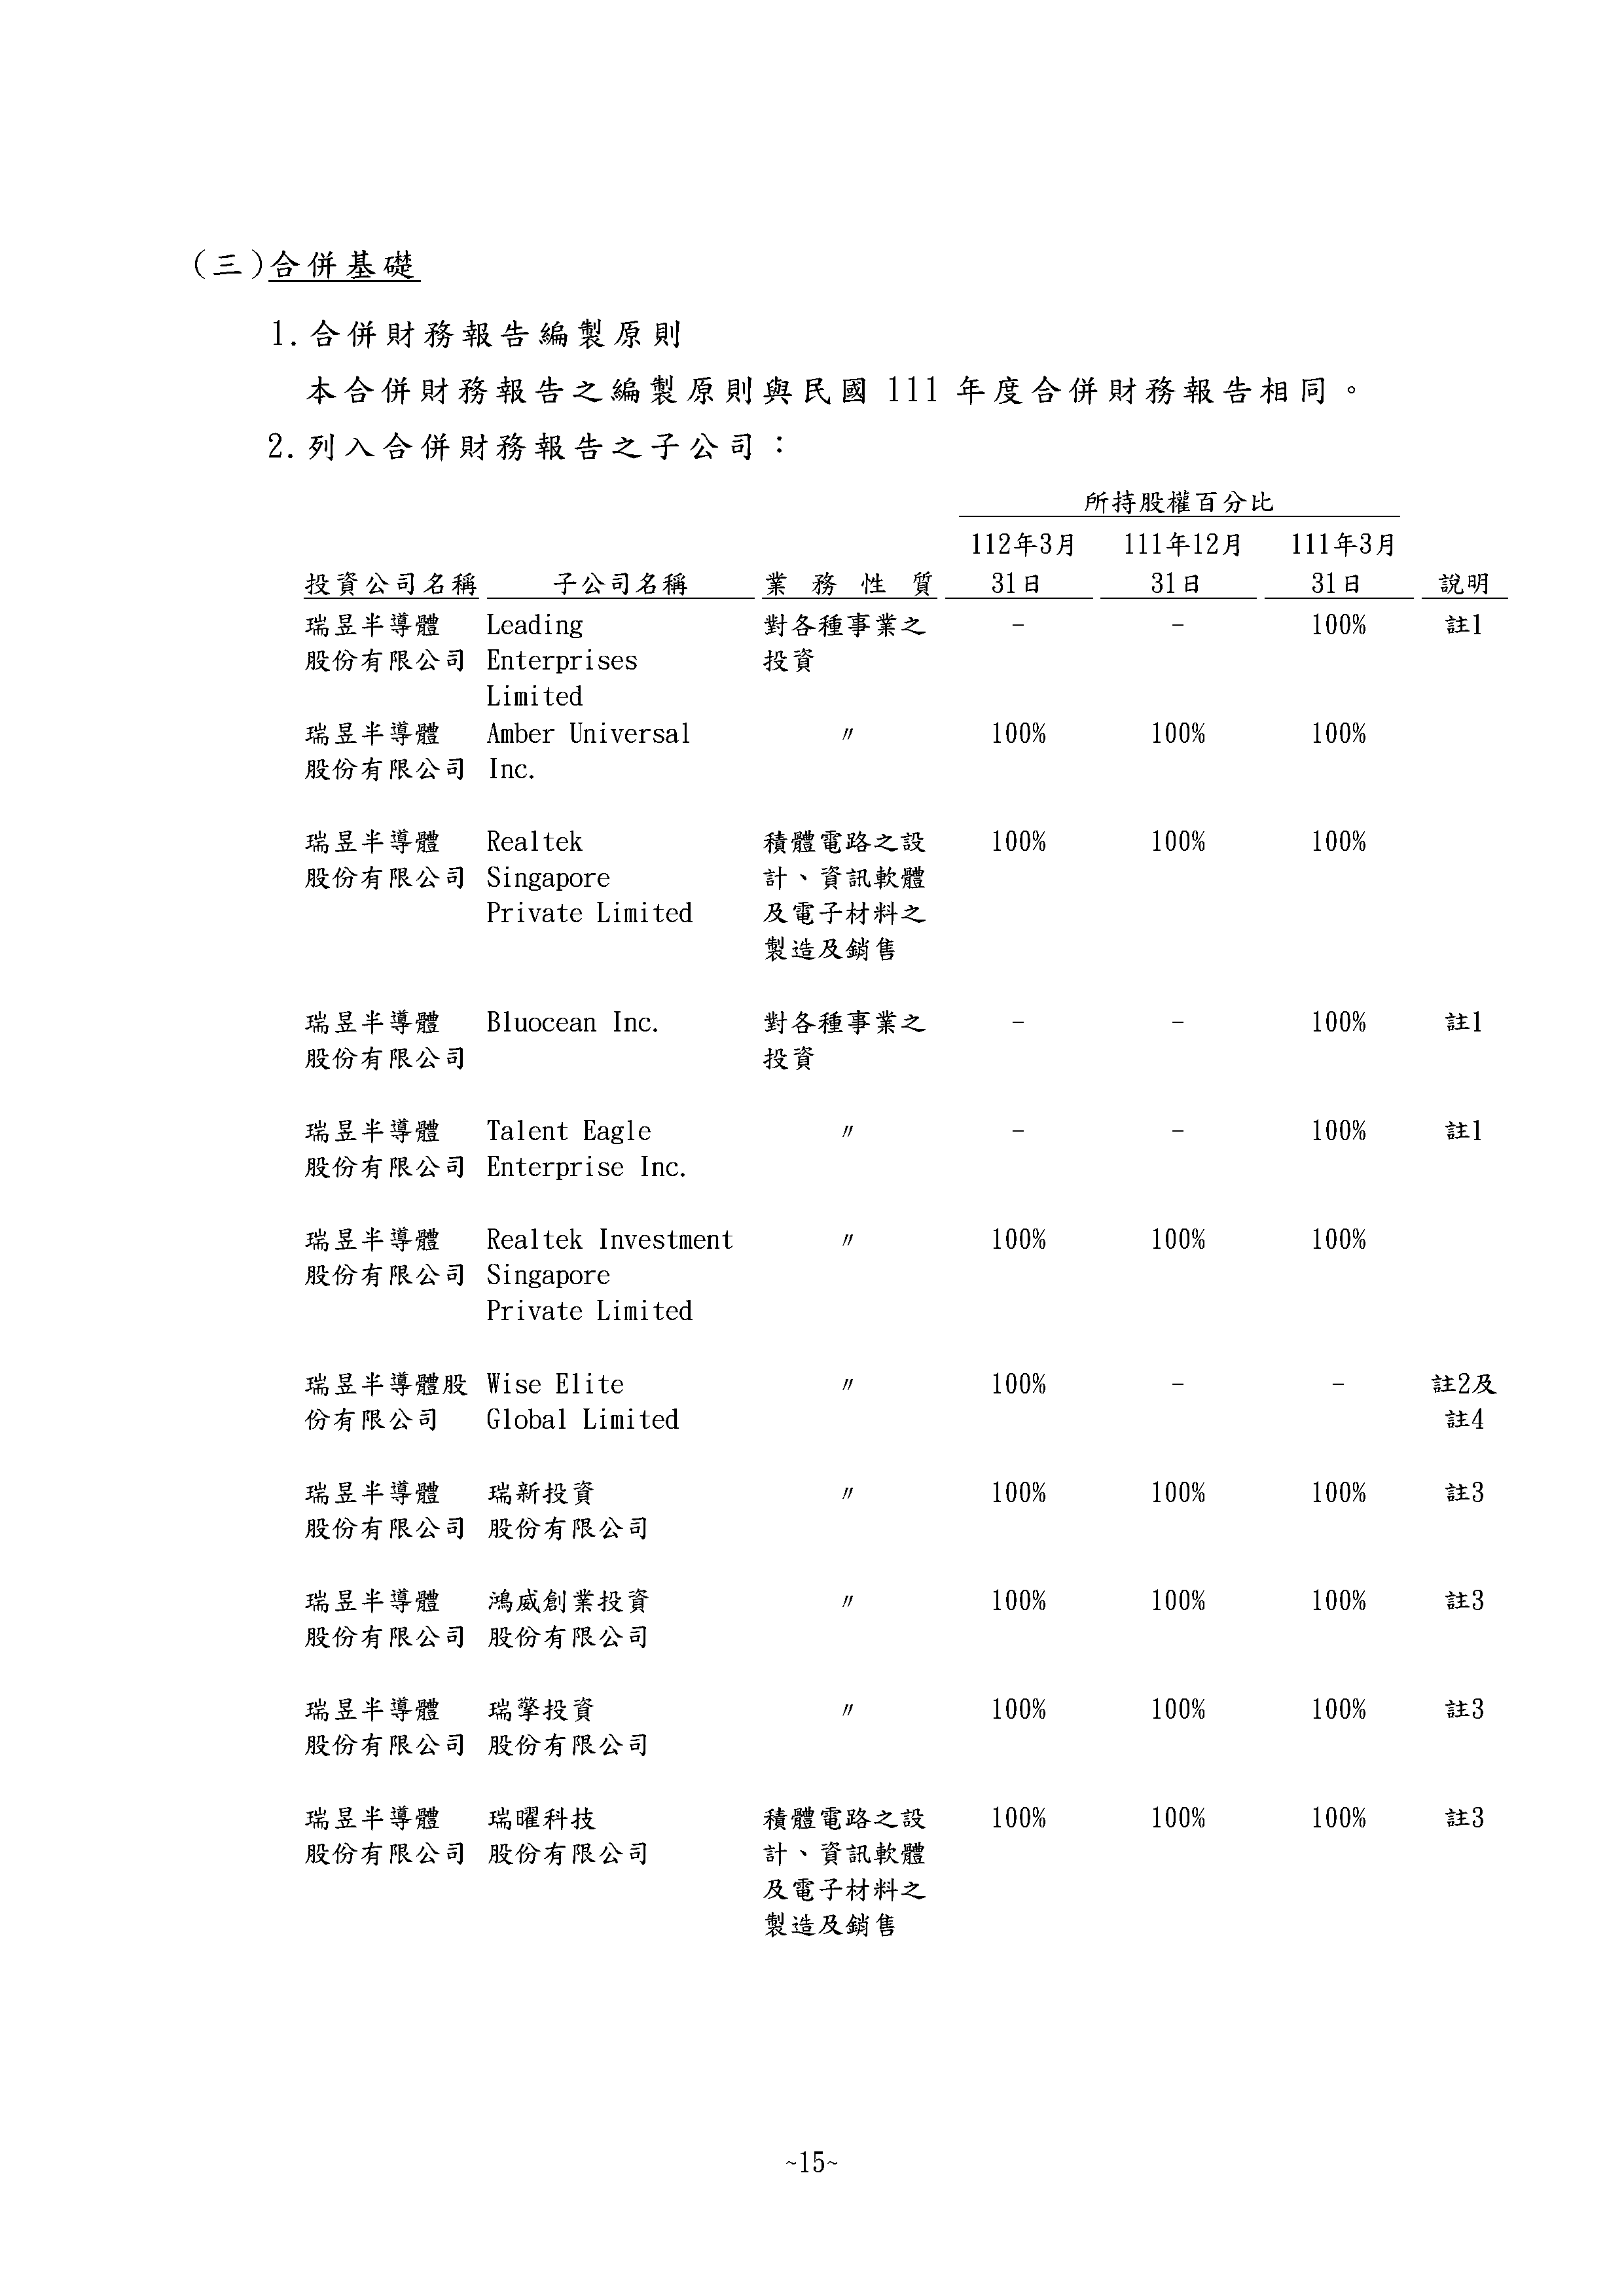 (三)合併基礎
1.合併財務報告編製原則
本合併財務報告之編製原則與民國 111 年度合併財務報告相同。
2.列入合併財務報告之子公司：
所持股權百分比
112年3月 111年12月 111年3月
投資公司名稱 子公司名稱 業務性質 31日 31日 31日 說明
瑞昱半導體 Leading 對各種事業之 - - 100% 註1
股份有限公司 Enterprises 投資
Limited
瑞昱半導體 Amber Universal 〃 100% 100% 100%
股份有限公司 Inc.
瑞昱半導體 Realtek 積體電路之設 100% 100% 100%
股份有限公司 Singapore 計、資訊軟體
Private Limited 及電子材料之
製造及銷售
瑞昱半導體 Bluocean Inc. 對各種事業之 - - 100% 註1
股份有限公司 投資
瑞昱半導體 Talent Eagle 〃 - - 100% 註1
股份有限公司 Enterprise Inc.
瑞昱半導體 Realtek Investment 〃 100% 100% 100%
股份有限公司 Singapore
Private Limited
瑞昱半導體股 Wise Elite 〃 100% - - 註2及
份有限公司 Global Limited 註4
瑞昱半導體 瑞新投資 〃 100% 100% 100% 註3
股份有限公司 股份有限公司
瑞昱半導體 鴻威創業投資 〃 100% 100% 100% 註3
股份有限公司 股份有限公司
瑞昱半導體 瑞擎投資 〃 100% 100% 100% 註3
股份有限公司 股份有限公司
瑞昱半導體 瑞曜科技 積體電路之設 100% 100% 100% 註3
股份有限公司 股份有限公司 計、資訊軟體
及電子材料之
製造及銷售
~15~